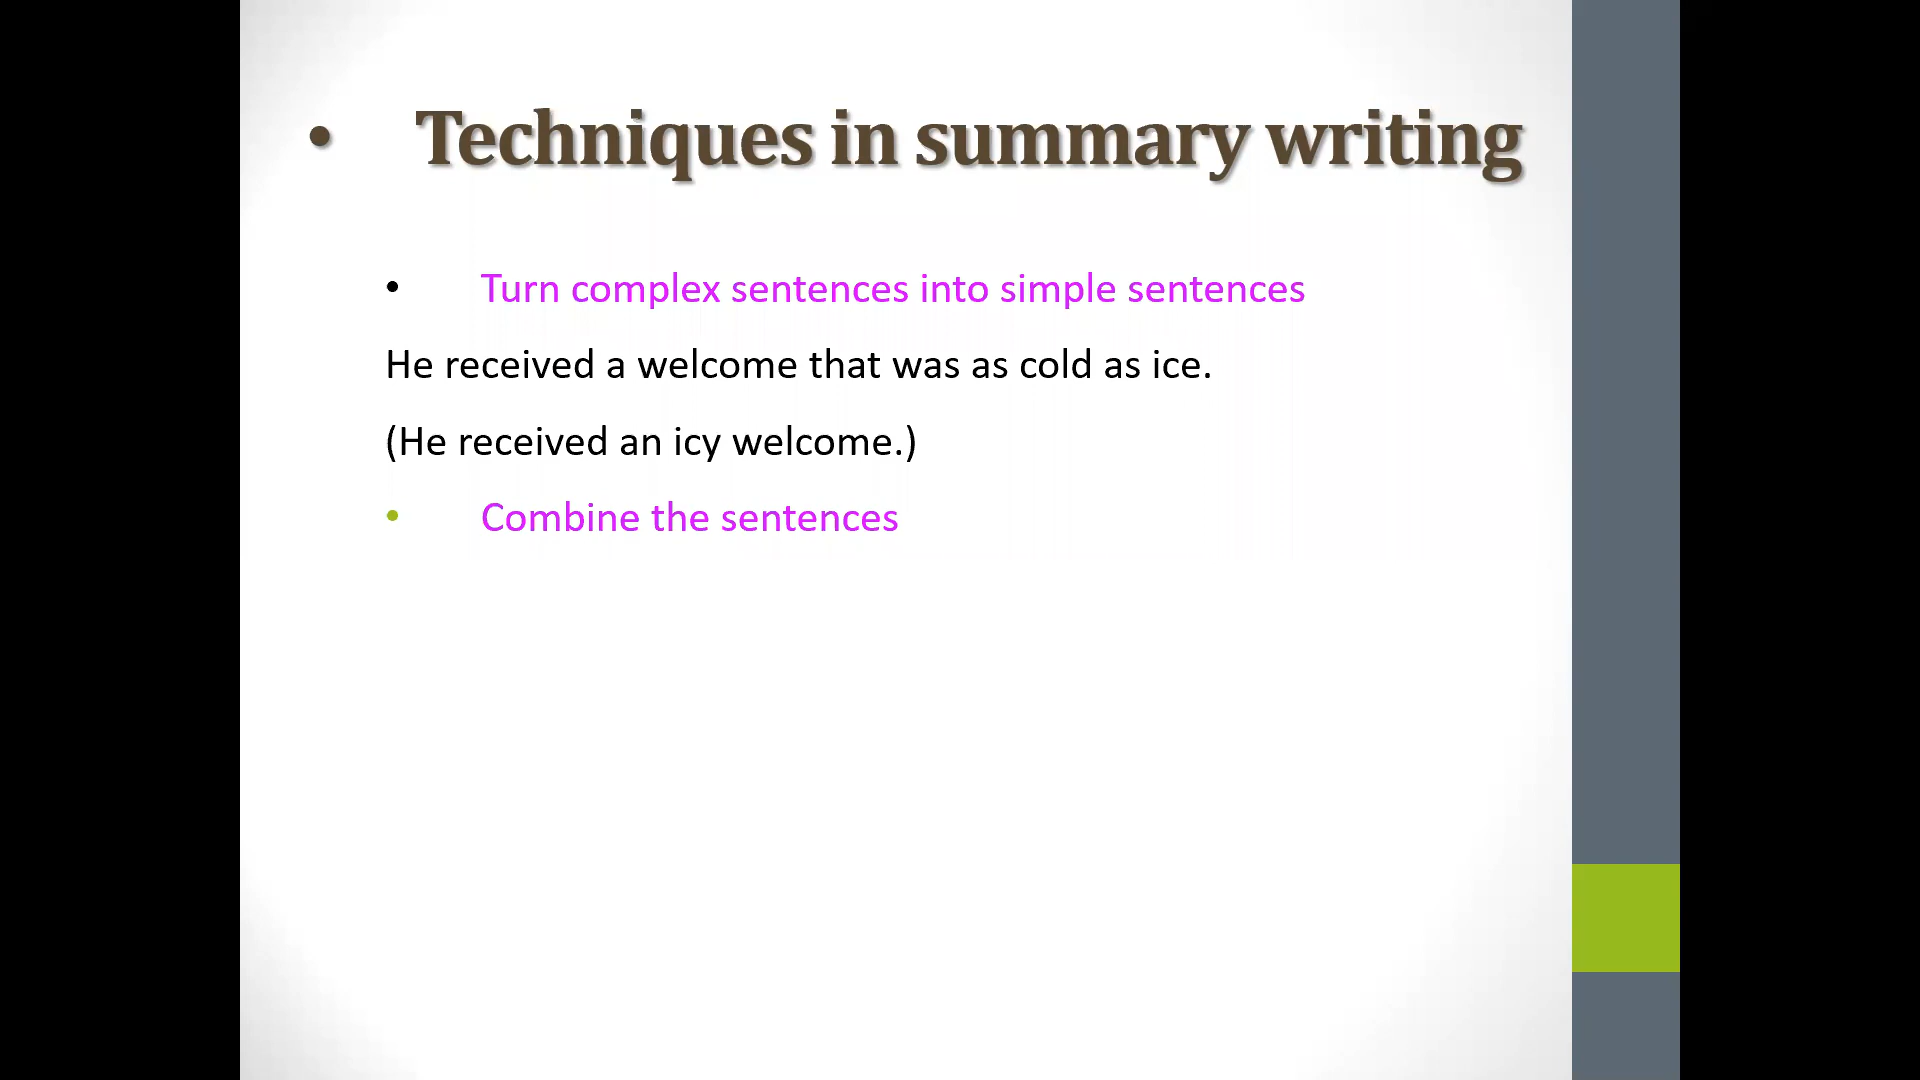 • Techniques in summary writing
• Turn complex sentences into simple sentences
He received a welcome that was as cold as ice.
(He received an icy welcome.)
• Combine the sentences